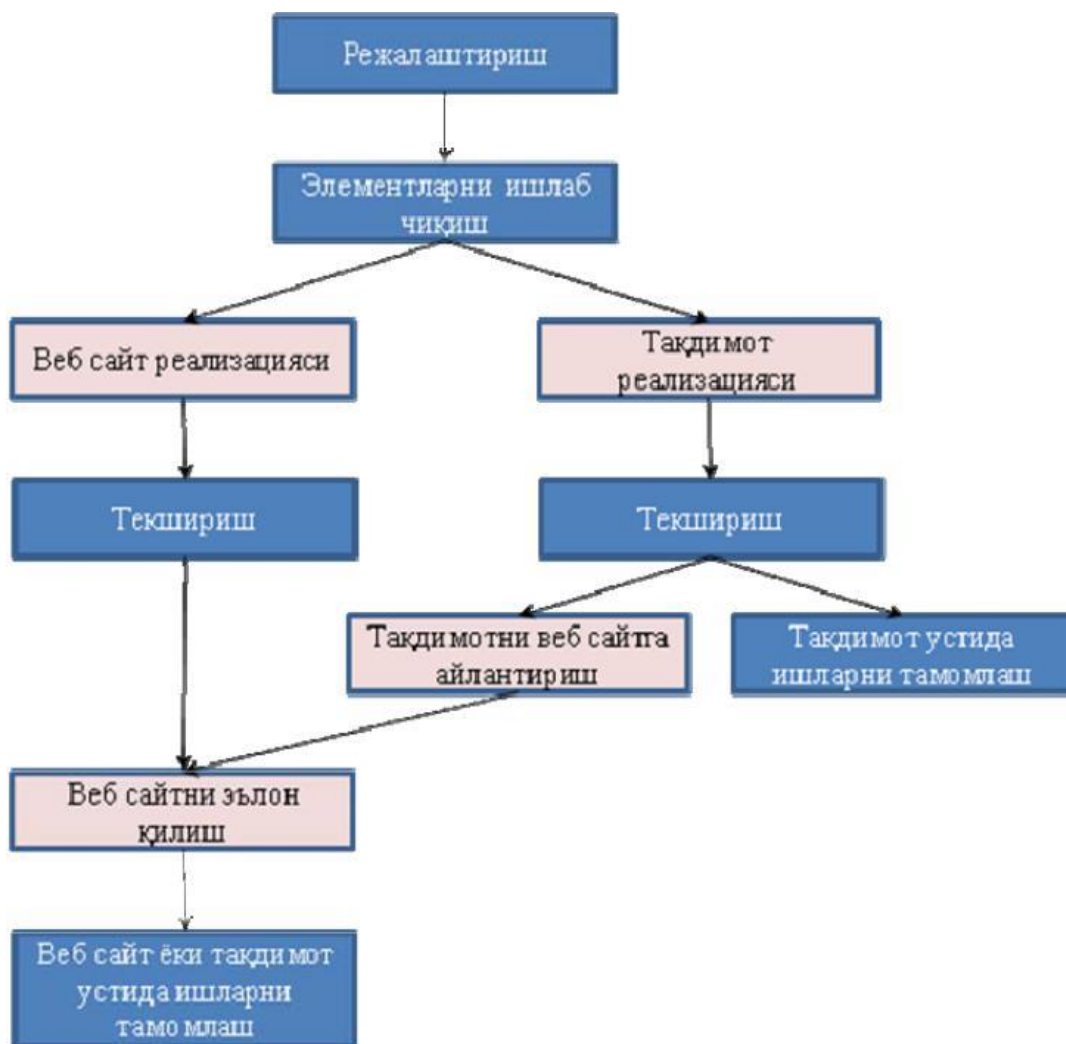 Режалаштириш
Элементларни ишлаб
чиқиш
Веб сайт реализацияси
Тақдимот
реализацияси
Текшириш
Текшириш
Тақдимотни веб сайтга
айлантириш
Тақдимот устида
ишларни тамомлаш
Веб сайтни эълон
қилиш
Веб сайт ёки тақдимот
устида ишларни
тамомлаш